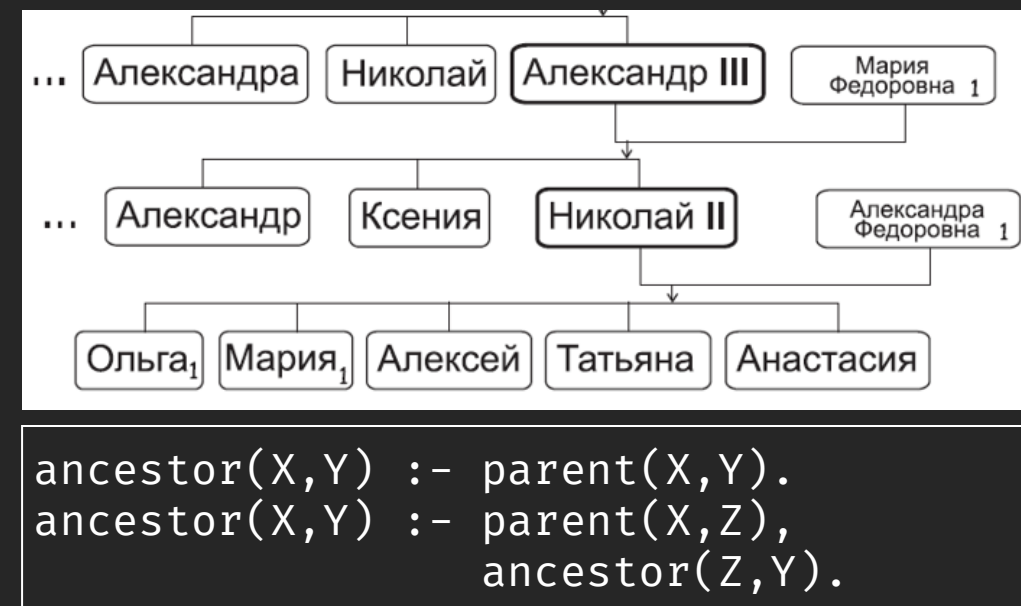 ... Александра Николай Александр III Мария
Федоровна 1
... Александр Ксения Николай II Александра
Федоровна 1
Ольга1 Мария1 Алексей Татьяна Анастасия
ancestor(X,Y) :- parent(X,Y).
ancestor(X,Y) :- parent(X,Z),
ancestor(Z,Y).